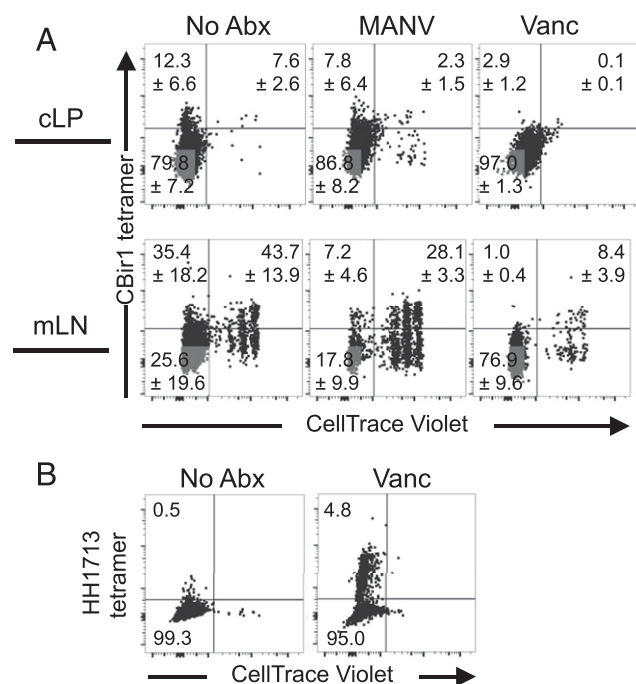 A
No Abx MANV Vanc
12.3 7.6 7.8 2.3 2.9 0.1
± 6.6 ± 2.6 ± 6.4 ± 1.5 ± 1.2 ± 0.1
cLP
79.8 86.8 97.0
± 7.2 ± 8.2 ± 1.3
CBir1 tetramer
35.4 43.7 7.2 28.1 1.0 8.4
± 18.2 ± 13.9 ± 4.6 ± 3.3 ± 0.4 ± 3.9
mLN
25.6 17.8 76.9
± 19.6 ± 9.9 ± 9.6
CellTrace Violet
B
No Abx Vanc
0.5 4.8
HH1713
tetramer
99.3 95.0
CellTrace Violet